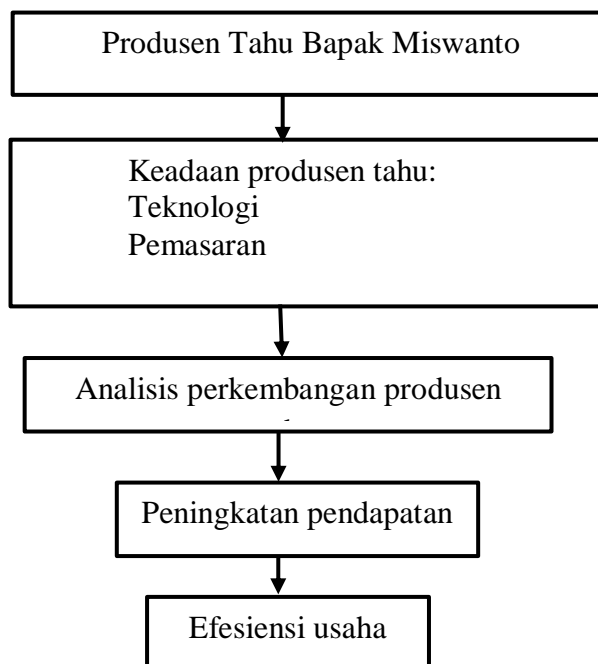 Produsen Tahu Bapak Miswanto
Keadaan produsen tahu:
Teknologi
Pemasaran
Analisis perkembangan produsen
Peningkatan pendapatan
Efesiensi usaha